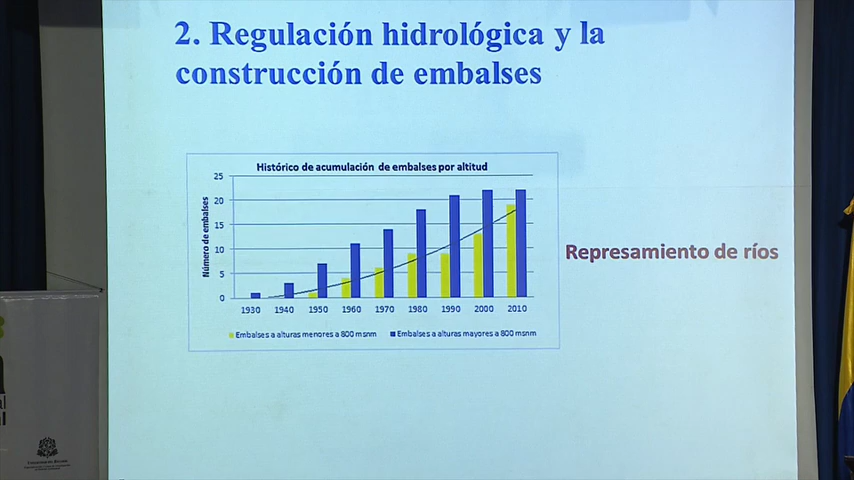 2. Regulación hidrológica y la
construcción de embalses
Histórico de acumulación de embalses por altitud
Número de embalses
25
20
15
10
5
0
1930 1940 1950 1960 1970 1980 1990 2000 2010
Embalses a alturas menores a 800 msnm Embalses a alturas mayores a 800 msnm
Represamiento de ríos